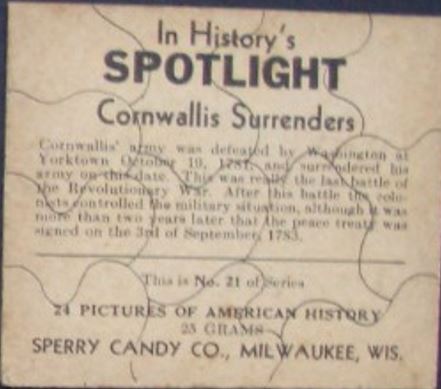 In History's
SPOTLIGHT
Cornwallis Surrenders
Cornwallis' army was defeated by Washington at
Yorktown October 19, 1781, and surrendered his
army on this date. This was really the last battle of
the Revolutionary War. After this battle the colo-
nists controlled the military situation, although it was
more than two years later that the peace treaty was
signed on the 3rd of September, 1783.
This is No. 21 of Series
24 PICTURES OF AMERICAN HISTORY
25 GRAMS
SPERRY CANDY CO., MILWAUKEE, WIS.